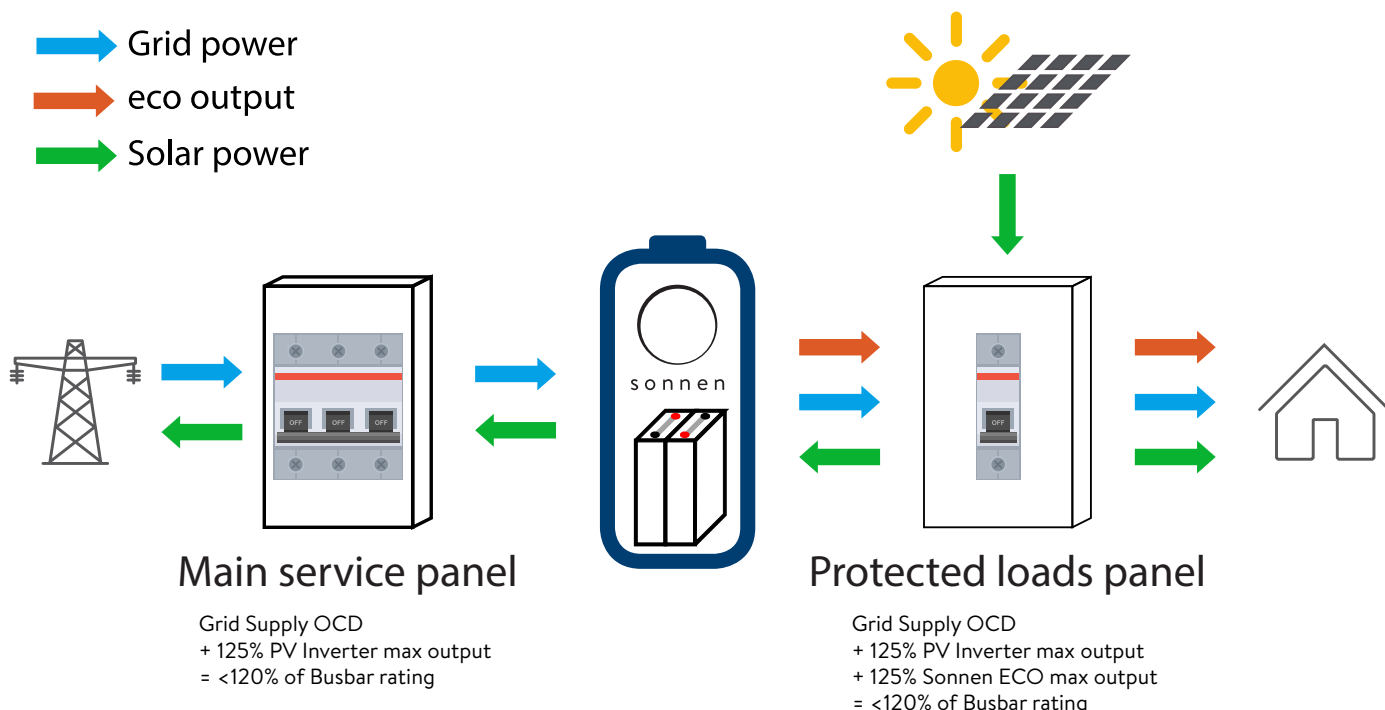 Grid power
eco output
Solar power
sonnen
OFF
OFF
OFF
OFF
Main service panel
Grid Supply OCD
+ 125% PV Inverter max output
= <120% of Busbar rating
Protected loads panel
Grid Supply OCD
+ 125% PV Inverter max output
+ 125% Sonnen ECO max output
= <120% of Busbar rating